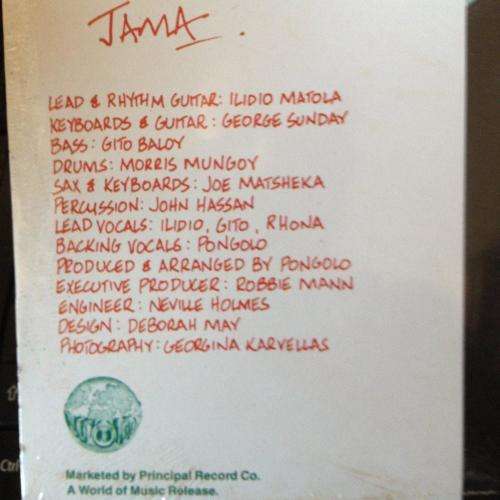 JAMA.
LEAD & RHYTHM GUITAR: ILIDIO MATOLA
KEYBOARDS & GUITAR: GEORGE SUNDAY
BASS: GITO BALOY
DRUMS: MORRIS MUNGOY
SAX & KEYBOARDS: JOE MATSHEKA
PERCUSSION: JOHN HASSAN
LEAD VOCALS: ILIDIO, GITO, RHONA
BACKING VOCALS: PONGOLO
PRODUCED & ARRANGED BY PONGOLO
EXECUTIVE PRODUCER: ROBBIE MANN
ENGINEER: NEVILLE HOLMES
DESIGN: DEBORAH MAY
PHOTOGRAPHY: GEORGINA KARVELLAS
Marketed by Principal Record Co.
A World of Music Release.